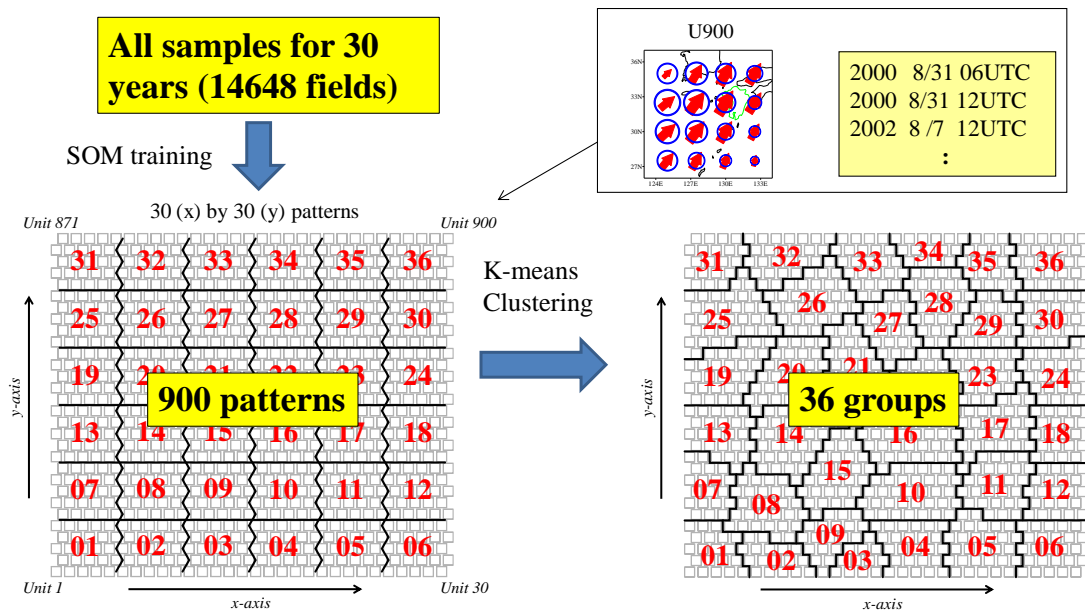 All samples for 30
years (14648 fields)
SOM training
U900
36N
33N
30N
27N
124E 127E 130E 133E
2000 8/31 06UTC
2000 8/31 12UTC
2002 8 /7 12UTC
:
30 (x) by 30 (y) patterns
Unit 871
Unit 900
31 32 33 34 35 36
25 26 27 28 29 30
19 20 21 22 23 24
900 patterns
13 14 15 16 17 18
07 08 09 10 11 12
01 02 03 04 05 06
y-axis
Unit 1
Unit 30
x-axis
K-means
Clustering
31 32 33 34 35 36
25 26 27 28 29 30
19 20 21 23 24
36 groups
13 14 16 17 18
15
07 08 10 11 12
09
01 02 03 04 05 06
y-axis
x-axis